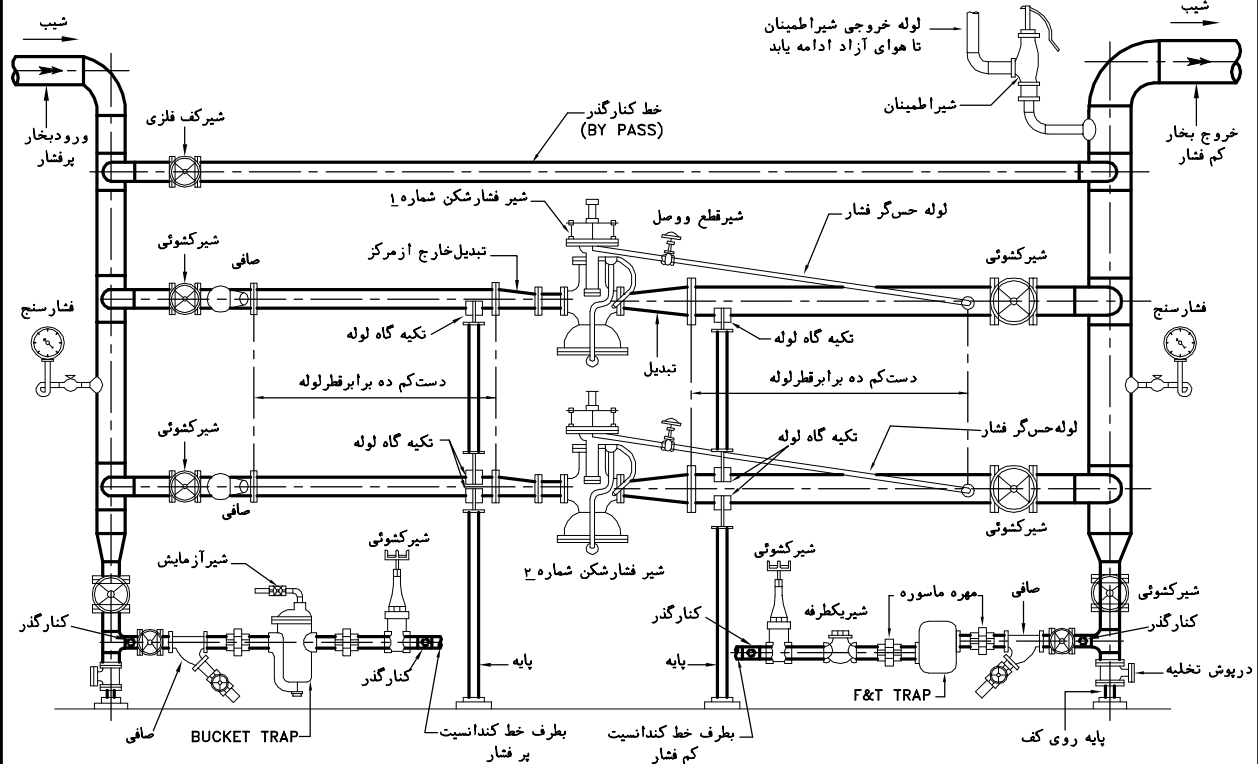 شیب
شیب
لوله خروجی شیراطمینان
تا هوای آزاد ادامه یابد
شیراطمینان
ورودبخار
پرفشار
شیرکف فلزی
خط کنارگذر
(BY PASS)
خروج بخار
کم فشار
شیر فشارشکن شماره ۱
شیرقطع ووصل
لوله حس‌گر فشار
شیرکشوئی
صافی
تبدیل‌خارج ازمرکز
شیرکشوئی
فشارسنج
فشارسنج
تکیه گاه لوله
تبدیل
تکیه گاه لوله
دست‌کم ده برابرقطرلوله
دست‌کم ده برابرقطرلوله
شیرکشوئی
تکیه گاه لوله
تکیه گاه لوله
لوله‌حس‌گر فشار
صافی
شیرکشوئی
شیرکشوئی
شیرآزمایش
شیر فشارشکن شماره ۲
شیرکشوئی
شیرکشوئی
کنارگذر
کنارگذر
شیریکطرفه
مهره ماسوره
صافی
کنارگذر
کنارگذر
پایه
پایه
F&T TRAP
درپوش تخلیه
صافی
BUCKET TRAP
بطرف خط کندانسیت
پر فشار
بطرف خط کندانسیت
کم فشار
پایه روی کف